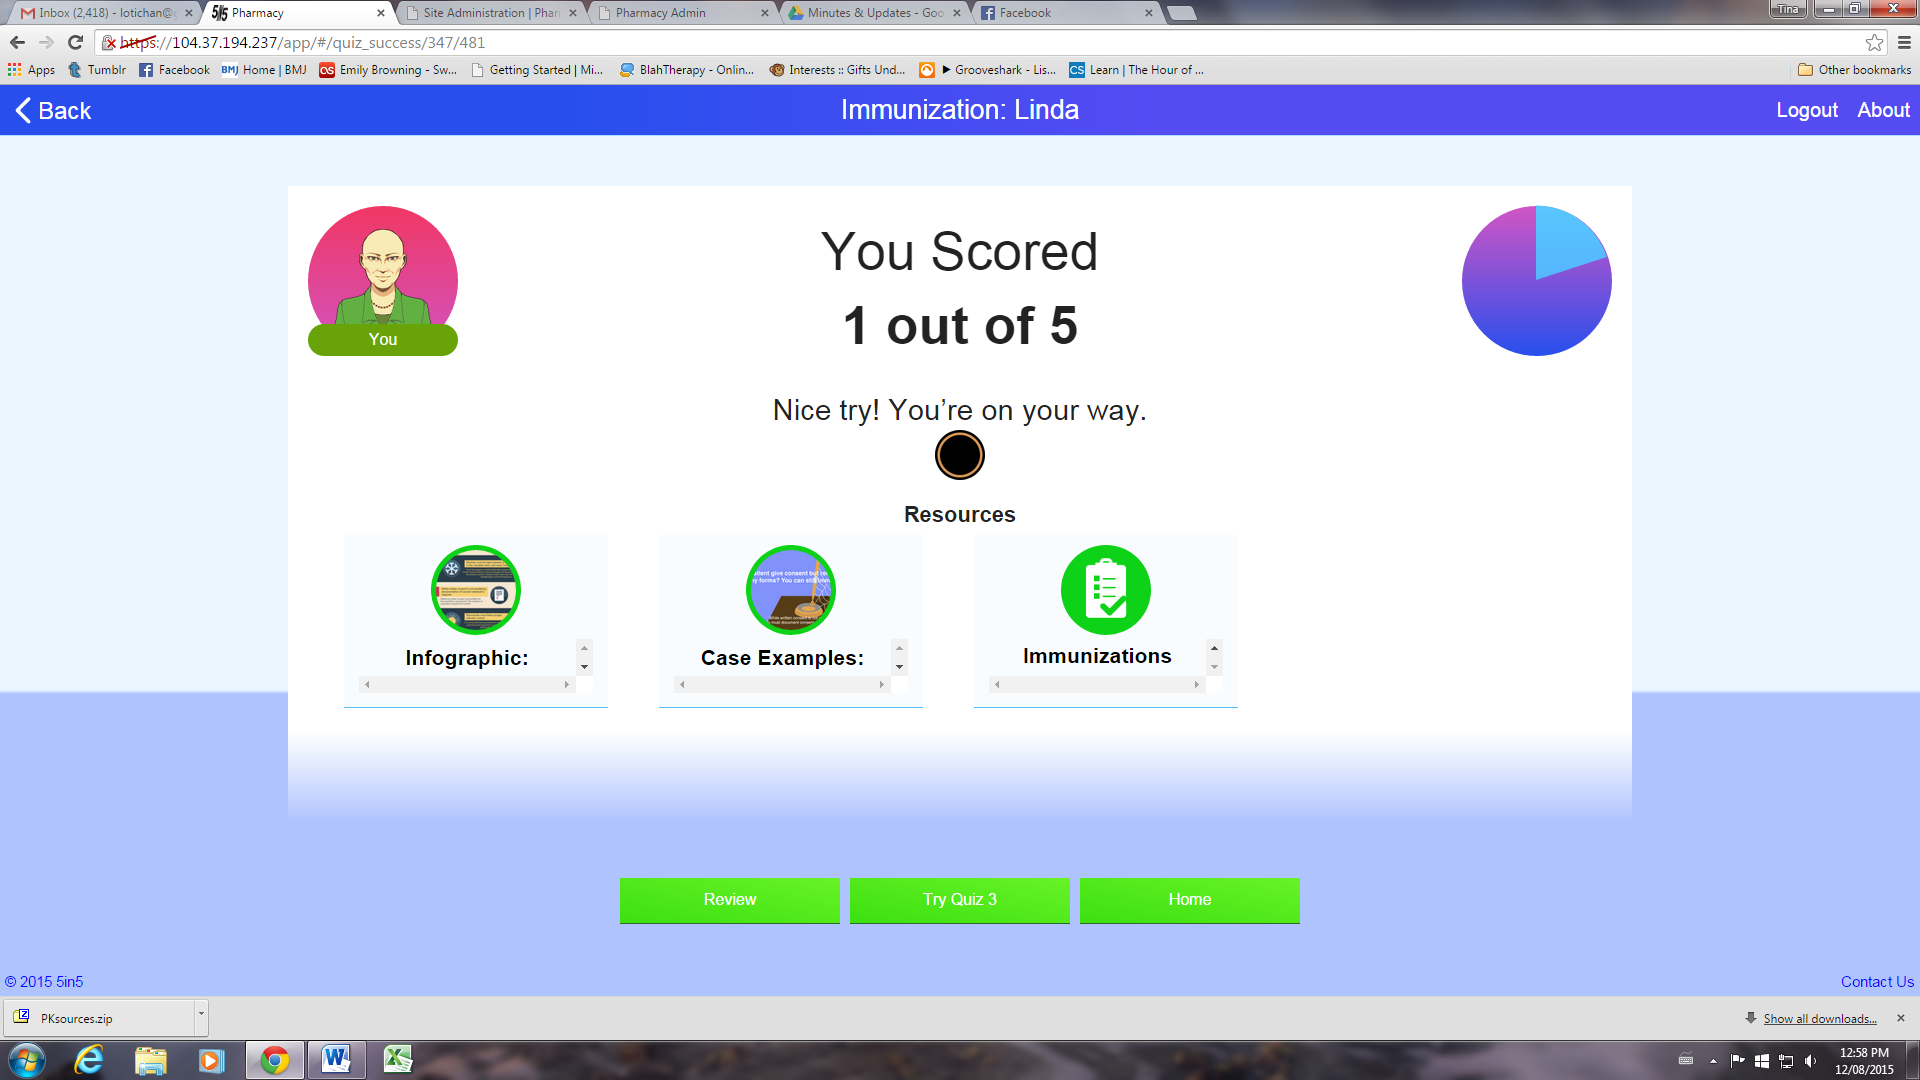 Inbox (2,418) - lotichan@g
Pharmacy
Site Administration | Phar
Pharmacy Admin
Minutes & Updates - Goo
Facebook
Tina
https://104.37.194.237/app/#/quiz_success/347/481
Apps
Tumblr
Facebook
BMJ Home | BMJ
Emily Browning - Sw...
Getting Started | Mi...
BlahTherapy - Onlin...
Interests :: Gifts Und...
Grooveshark - Lis...
CS Learn | The Hour of ...
Other bookmarks
Back
Immunization: Linda
Logout
About
You Scored
1 out of 5
You
Nice try! You’re on your way.
Resources
Infographic:
Case Examples:
Immunizations
Review
Try Quiz 3
Home
© 2015 5in5
Contact Us
PKsources.zip
Show all downloads...
12:58 PM
12/08/2015